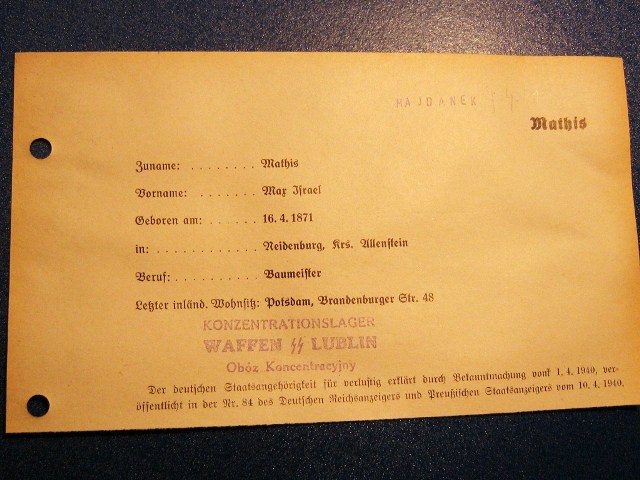 MAJDANEK
Mathis
Zuname: ........ Mathis
Vorname: ....... Max Israel
Geboren am: ...... 16. 4. 1871
in: ............ Neidenburg, Krs. Allenstein
Beruf: .......... Baumeister
Letzter inländ. Wohnsitz: Potsdam, Brandenburger Str. 48
KONZENTRATIONSLAGER
WAFFEN SS LUBLIN
Obóz Koncentracyjny
Der deutschen Staatsangehörigkeit für verlustig erklärt durch Bekanntmachung vom 1. 4. 1940, ver-
öffentlicht in der Nr. 84 des Deutschen Reichsanzeigers und Preußischen Staatsanzeigers vom 10. 4. 1940.